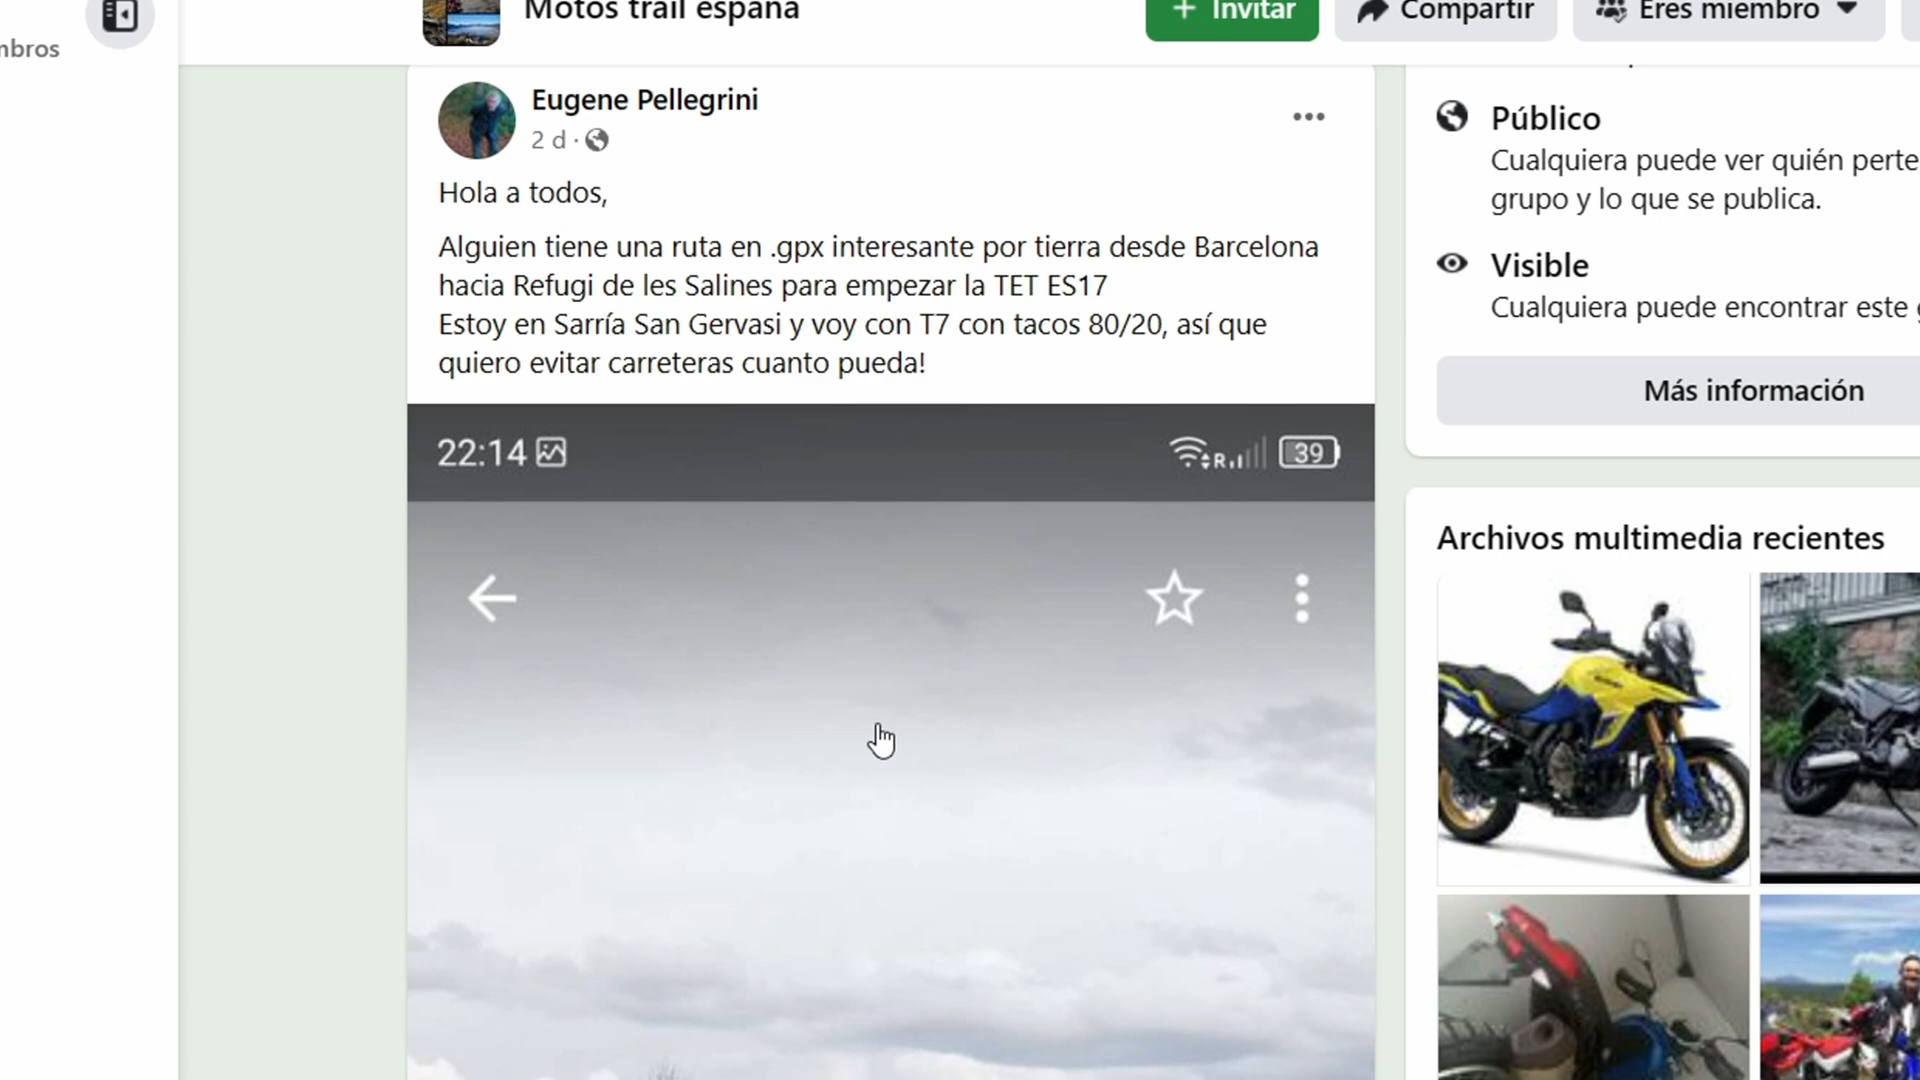 mbros
Motos trail españa
+ Invitar
Compartir
Eres miembro
Eugene Pellegrini
2 d ·
Hola a todos,
Alguien tiene una ruta en .gpx interesante por tierra desde Barcelona
hacia Refugi de les Salines para empezar la TET ES17
Estoy en Sarría San Gervasi y voy con T7 con tacos 80/20, así que
quiero evitar carreteras cuanto pueda!
22:14
R
39
Público
Cualquiera puede ver quién perte
grupo y lo que se publica.
Visible
Cualquiera puede encontrar este g
Más información
Archivos multimedia recientes